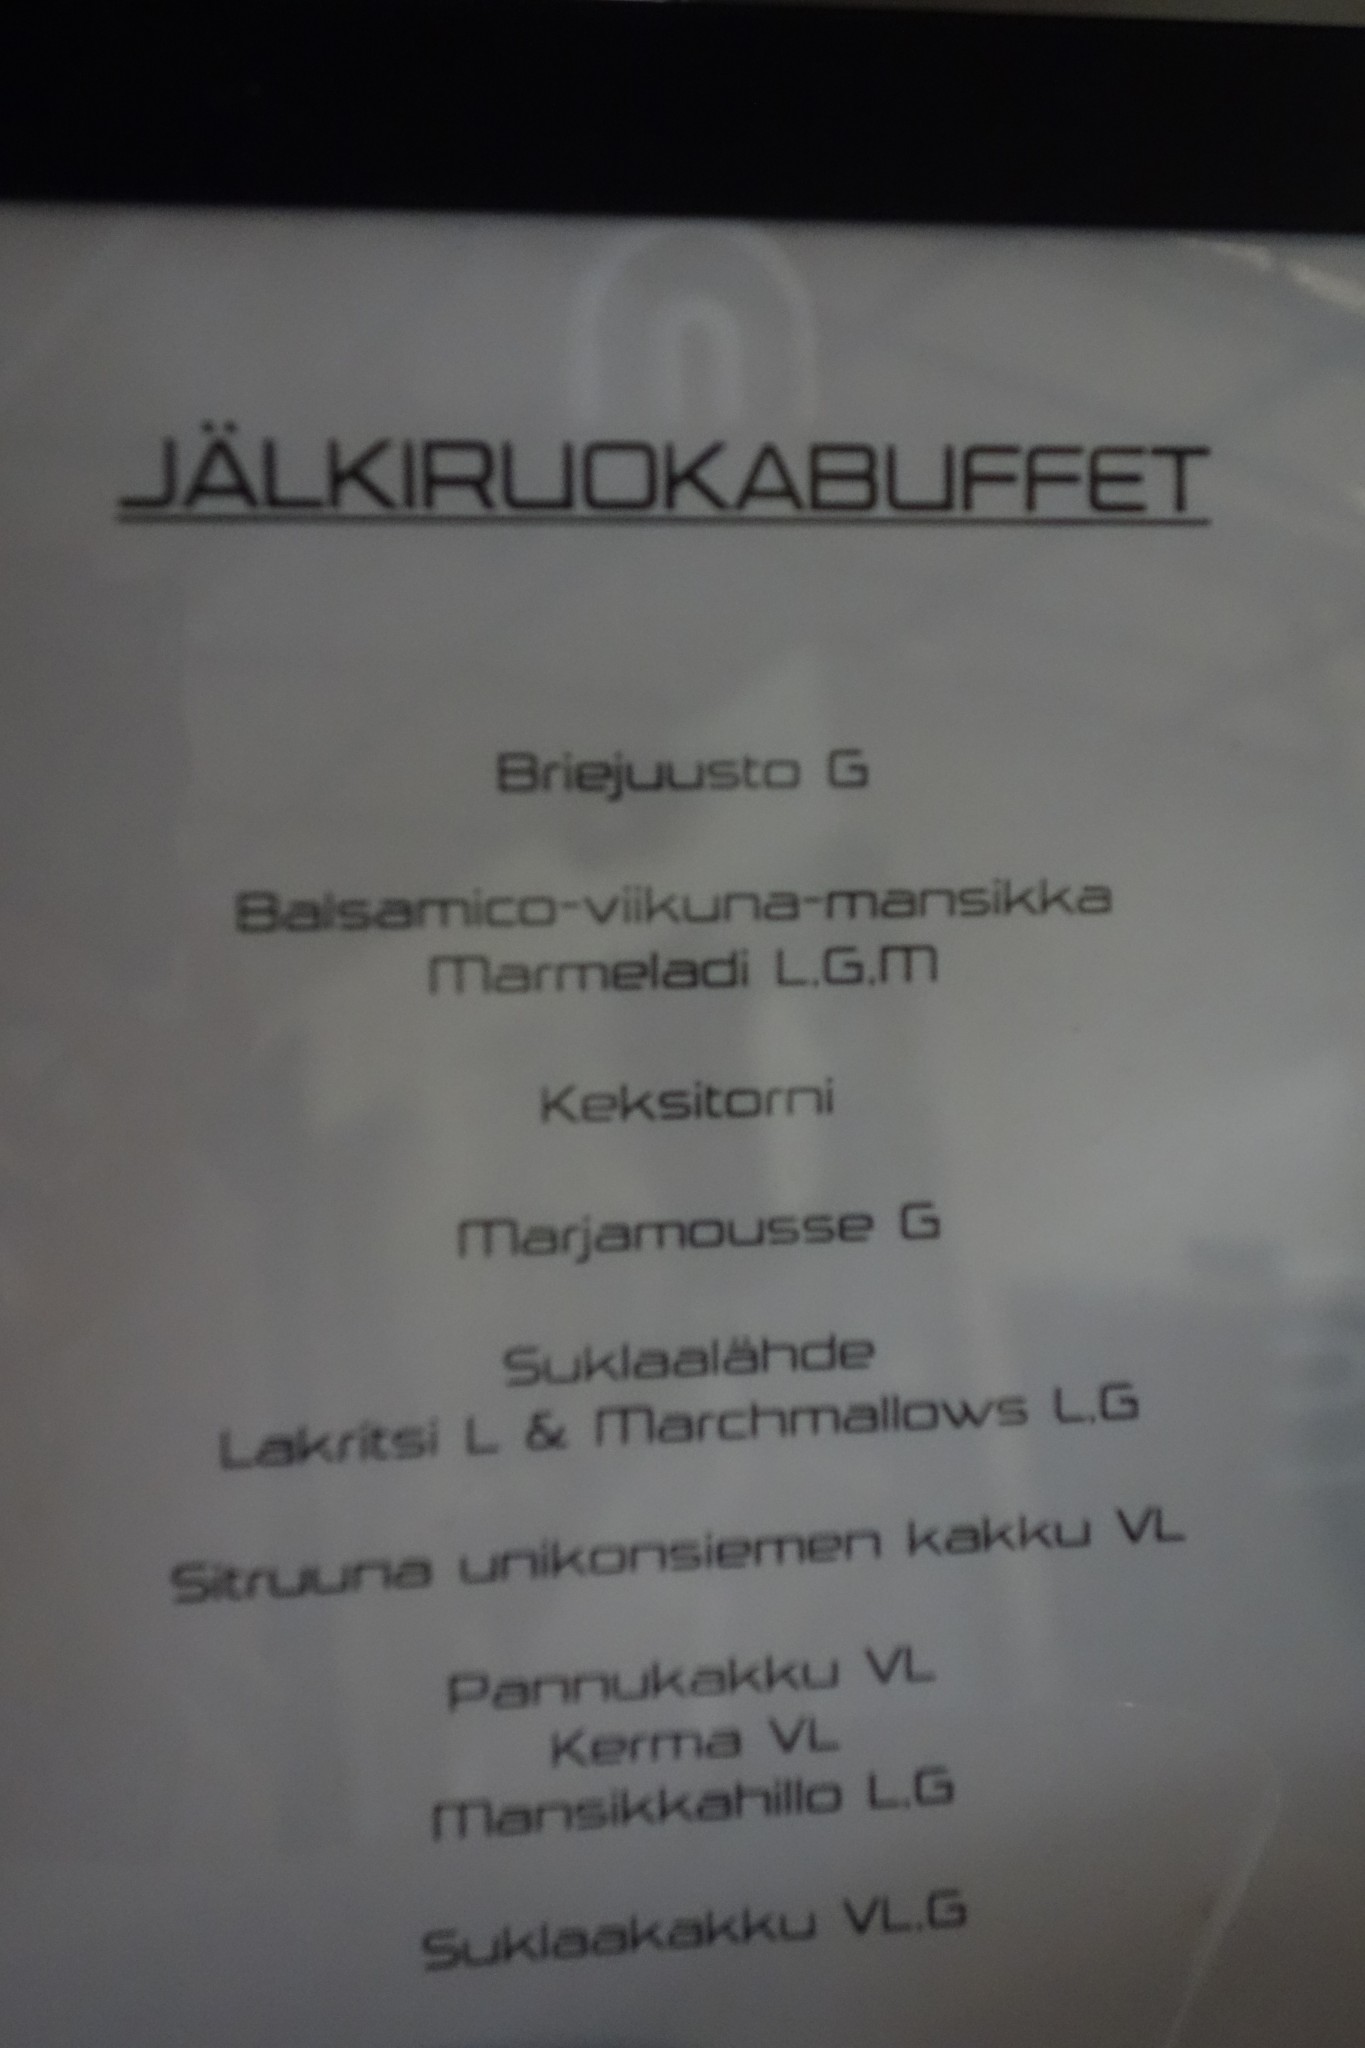 JÄLKIRUOKABUFFET
Briejuusto G
Balsamico-viikuna-mansikka
Marmeladi L.G.M
Keksitorni
Marjamousse G
Suklaalähde
Lakritsi L & Marchmallows L.G
Sitruuna unikonsiemen kakku VL
Pannukakku VL
Kerma VL
Mansikkahillo L.G
Suklaakakku VL.G